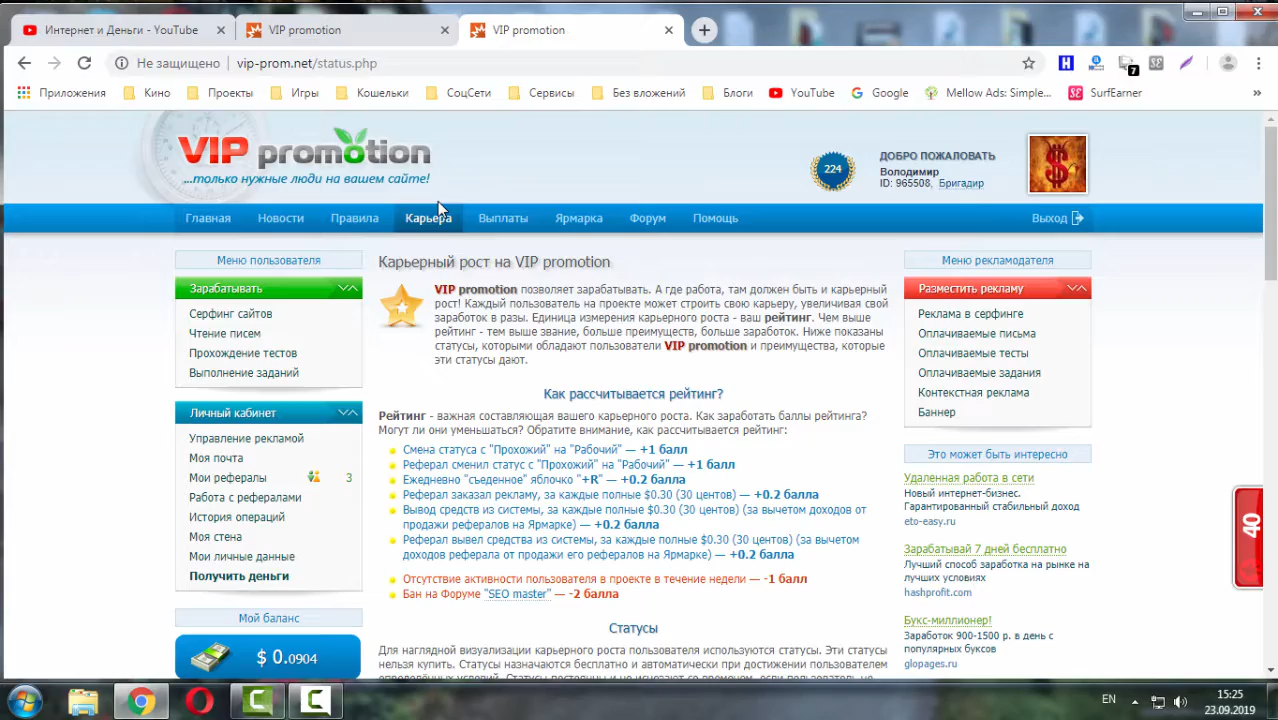 Интернет и Деньги - YouTube
VIP promotion
VIP promotion
Не защищено
vip-prom.net/status.php
7
Приложения
Кино
Проекты
Игры
Кошельки
СоцСети
Сервисы
Без вложений
Блоги
YouTube
Google
Mellow Ads: Simple...
SurfEarner
»
VIP promotion
...только нужные люди на вашем сайте!
224
ДОБРО ПОЖАЛОВАТЬ
Володимир
ID: 965508, Бригадир
Главная
Новости
Правила
Карьера
Выплаты
Ярмарка
Форум
Помощь
Выход
Меню пользователя
Зарабатывать
Серфинг сайтов
Чтение писем
Прохождение тестов
Выполнение заданий
Личный кабинет
Управление рекламой
Моя почта
Мои рефералы 3
Работа с рефералами
История операций
Моя стена
Мои личные данные
Получить деньги
Мой баланс
$ 0.0904
Карьерный рост на VIP promotion
VIP promotion позволяет зарабатывать. А где работа, там должен быть и карьерный
рост! Каждый пользователь на проекте может строить свою карьеру, увеличивая свой
заработок в разы. Единица измерения карьерного роста - ваш рейтинг. Чем выше
рейтинг - тем выше звание, больше преимуществ, больше заработок. Ниже показаны
статусы, которыми обладают пользователи VIP promotion и преимущества, которые
эти статусы дают.
Как рассчитывается рейтинг?
Рейтинг - важная составляющая вашего карьерного роста. Как заработать баллы рейтинга?
Могут ли они уменьшаться? Обратите внимание, как рассчитывается рейтинг:
Смена статуса с "Прохожий" на "Рабочий" — +1 балл
Реферал сменил статус с "Прохожий" на "Рабочий" — +1 балл
Ежедневно "съеденное" яблочко "+R" — +0.2 балла
Реферал заказал рекламу, за каждые полные $0.30 (30 центов) — +0.2 балла
Вывод средств из системы, за каждые полные $0.30 (30 центов) (за вычетом доходов от
продажи рефералов на Ярмарке) — +0.2 балла
Реферал вывел средства из системы, за каждые полные $0.30 (30 центов) (за вычетом
доходов реферала от продажи его рефералов на Ярмарке) — +0.2 балла
Отсутствие активности пользователя в проекте в течение недели — -1 балл
Бан на Форуме "SEO master" — -2 балла
Статусы
Для наглядной визуализации карьерного роста пользователя используются статусы. Эти статусы
нельзя купить. Статусы назначаются бесплатно и автоматически при достижении пользователем
Меню рекламодателя
Разместить рекламу
Реклама в серфинге
Оплачиваемые письма
Оплачиваемые тесты
Оплачиваемые задания
Контекстная реклама
Баннер
Это может быть интересно
Удаленная работа в сети
Новый интернет-бизнес.
Гарантированный стабильный доход
eto-easy.ru
Зарабатывай 7 дней бесплатно
Лучший способ заработка на рынке на
лучших условиях
hashprofit.com
Букс-миллионер!
Заработок 900-1500 р. в день с
популярных буксов
glopages.ru
40
EN
15:25
23.09.2019